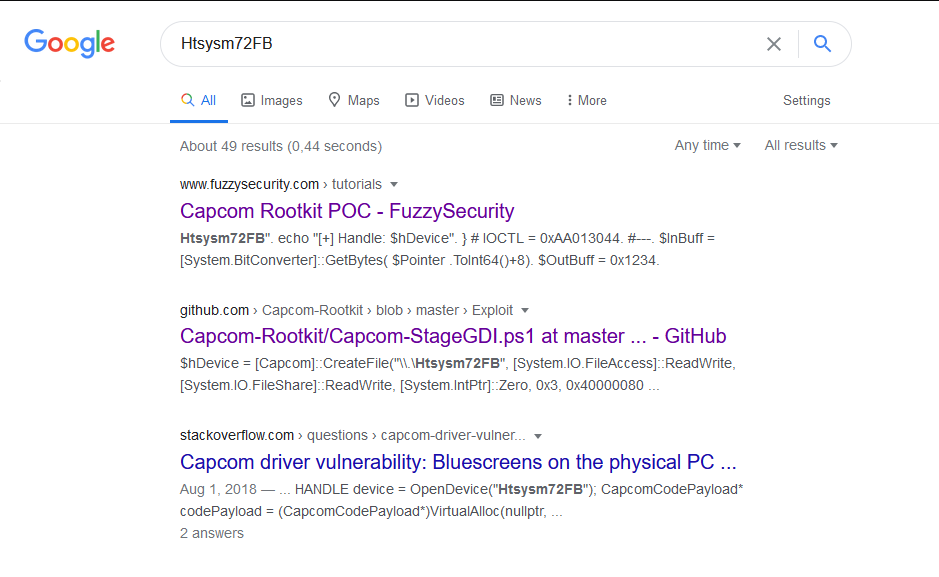 Google
Htsysm72FB
All Images Maps Videos News More Settings
About 49 results (0,44 seconds) Any time All results
www.fuzzysecurity.com › tutorials
Capcom Rootkit POC - FuzzySecurity
Htsysm72FB". echo "[+] Handle: $hDevice". } # IOCTL = 0xAA013044. #---. $InBuff =
[System.BitConverter]::GetBytes( $Pointer .ToInt64()+8). $OutBuff = 0x1234.
github.com › Capcom-Rootkit › blob › master › Exploit
Capcom-Rootkit/Capcom-StageGDI.ps1 at master ... - GitHub
$hDevice = [Capcom]::CreateFile("\\.\Htsysm72FB", [System.IO.FileAccess]::ReadWrite,
[System.IO.FileShare]::ReadWrite, [System.IntPtr]::Zero, 0x3, 0x40000080 ...
stackoverflow.com › questions › capcom-driver-vulner...
Capcom driver vulnerability: Bluescreens on the physical PC ...
Aug 1, 2018 — ... HANDLE device = OpenDevice("Htsysm72FB"); CapcomCodePayload*
codePayload = (CapcomCodePayload*)VirtualAlloc(nullptr, ...
2 answers